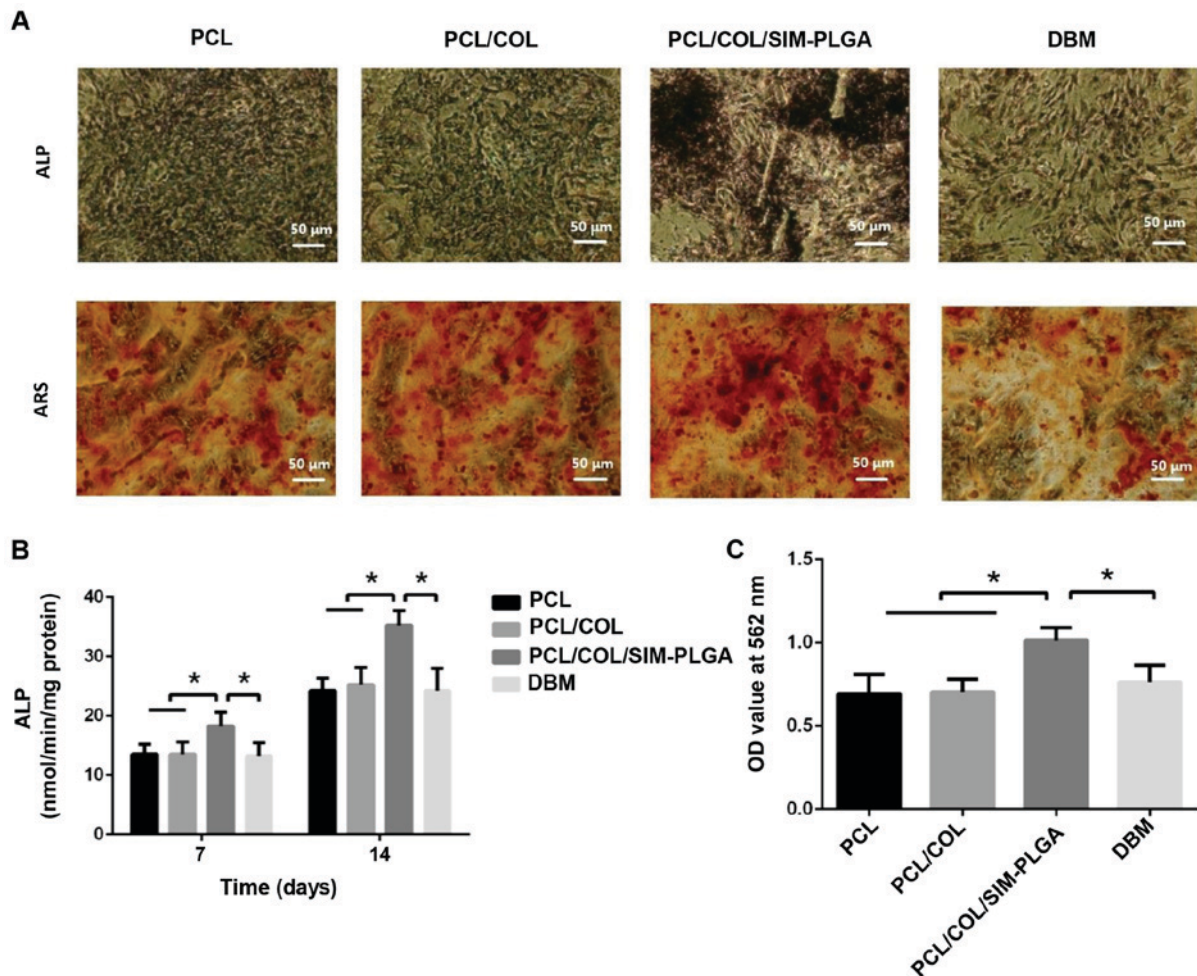 A
PCL
PCL/COL
PCL/COL/SIM-PLGA
DBM
ALP
50 µm
50 µm
50 µm
50 µm
ARS
50 µm
50 µm
50 µm
50 µm
B
ALP
(nmol/min/mg protein)
40
30
20
10
0
* *
* *
7
14
Time (days)
PCL
PCL/COL
PCL/COL/SIM-PLGA
DBM
C
OD value at 562 nm
1.5
1.0
0.5
0.0
* *
PCL
PCL/COL
PCL/COL/SIM-PLGA
DBM